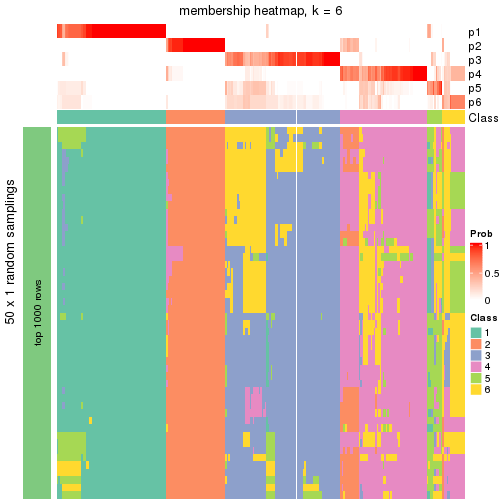 membership heatmap, k = 6
p1
p2
p3
p4
p5
p6
Class
50 x 1 random samplings
top 1000 rows
Prob
1
0.5
0
Class
1
2
3
4
5
6